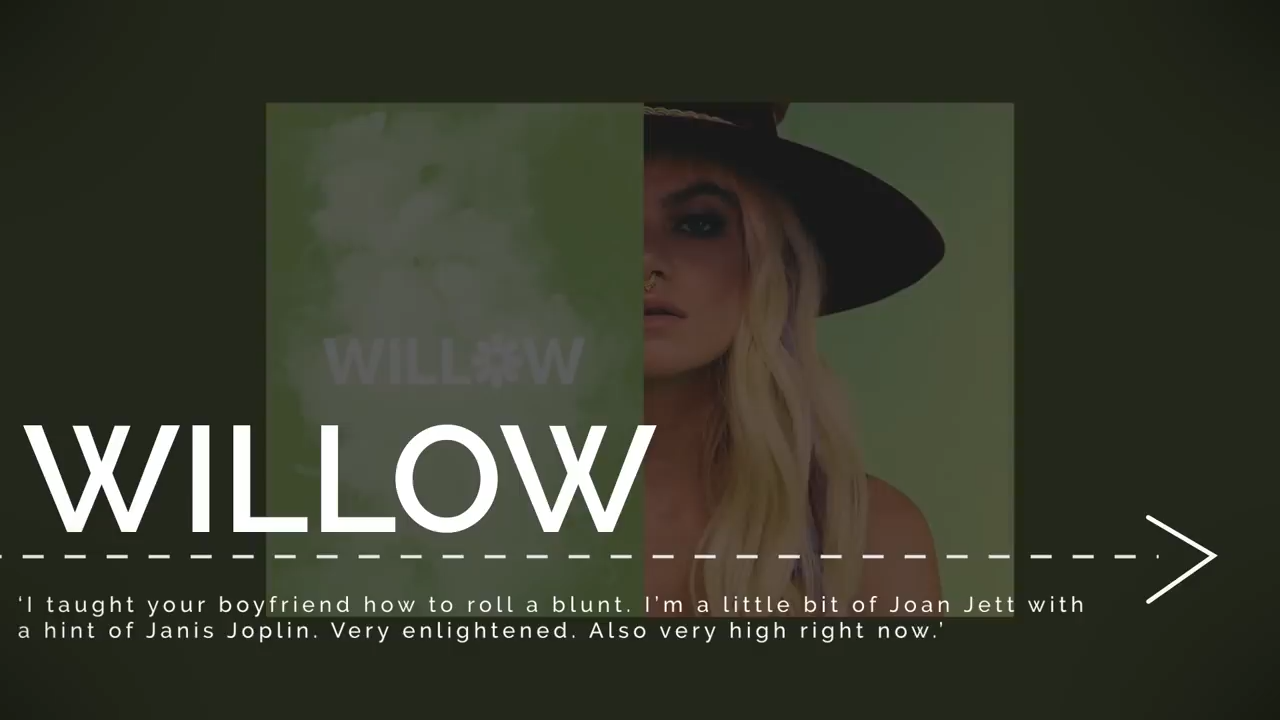 WILLOW
WILLOW
‘I taught your boyfriend how to roll a blunt. I’m a little bit of Joan Jett with
a hint of Janis Joplin. Very enlightened. Also very high right now.’